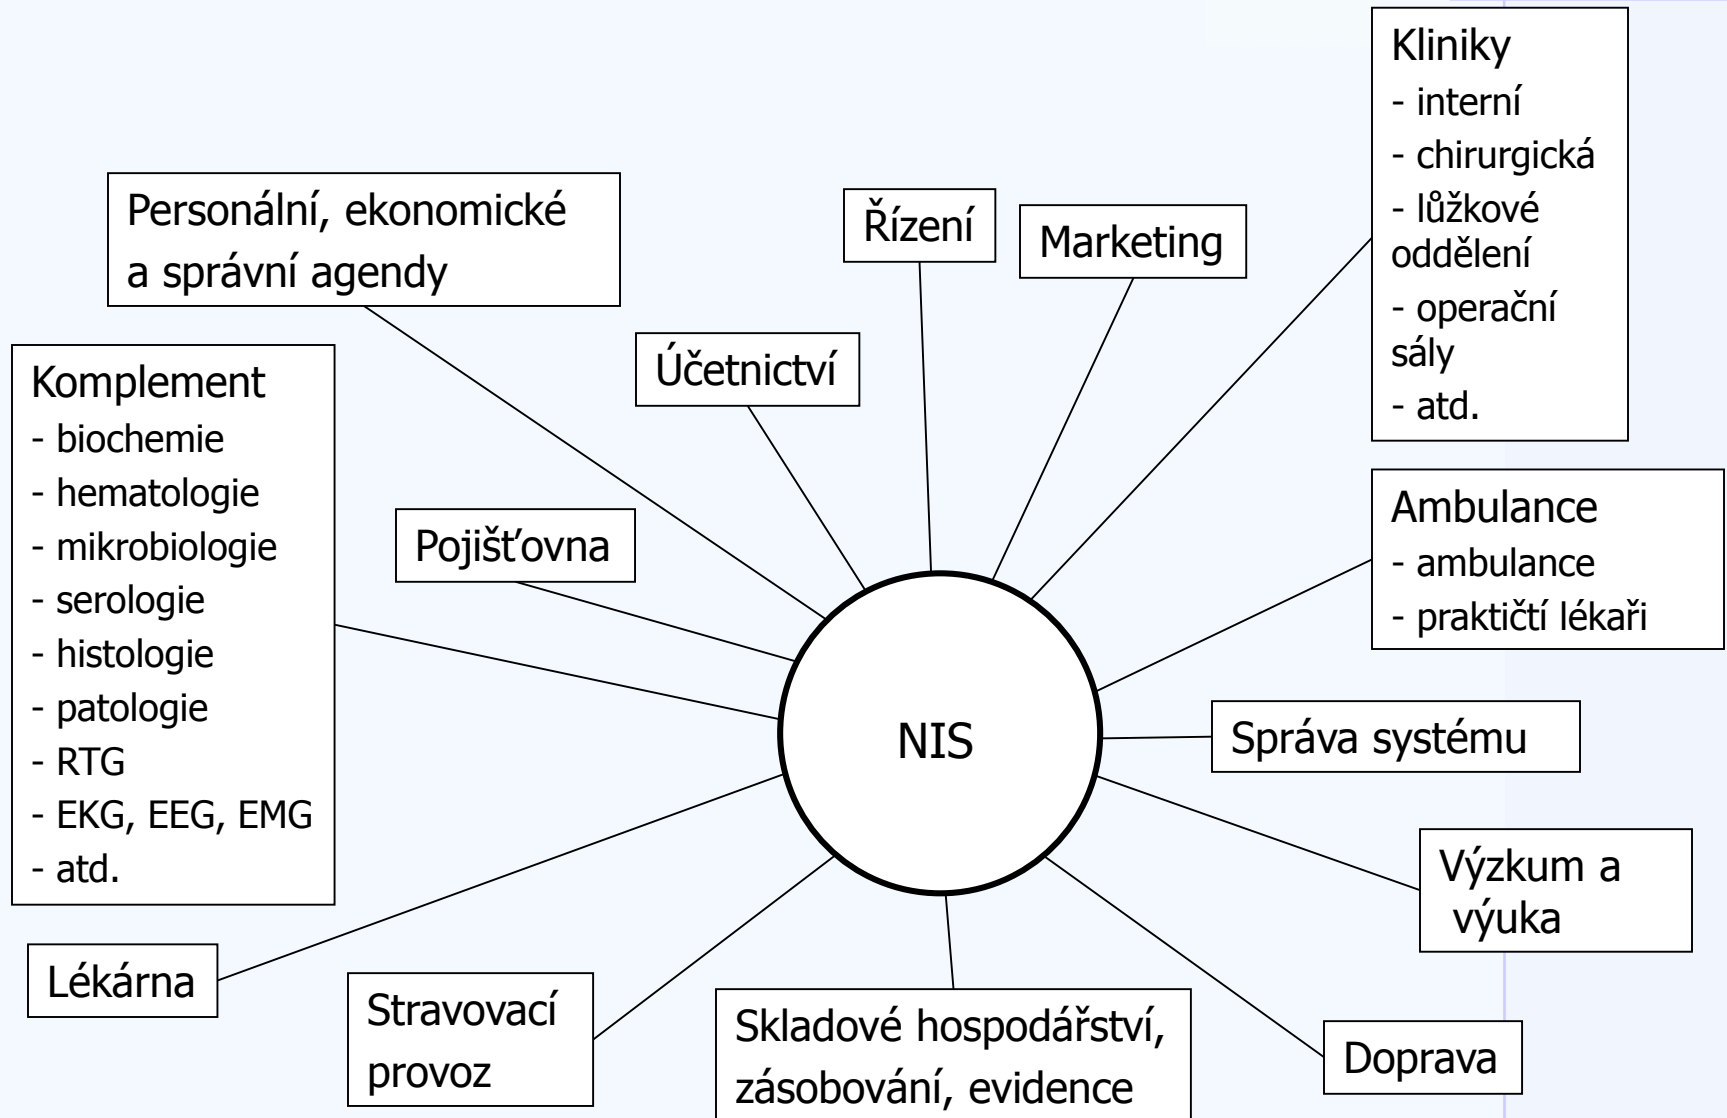 Kliniky
- interní
- chirurgická
- lůžkové
oddělení
- operační
sály
- atd.
Personální, ekonomické
a správní agendy
Řízení
Marketing
Účetnictví
Komplement
- biochemie
- hematologie
- mikrobiologie
- serologie
- histologie
- patologie
- RTG
- EKG, EEG, EMG
- atd.
Pojišťovna
Ambulance
- ambulance
- praktičtí lékaři
NIS
Správa systému
Výzkum a
výuka
Lékárna
Stravovací
provoz
Skladové hospodářství,
zásobování, evidence
Doprava